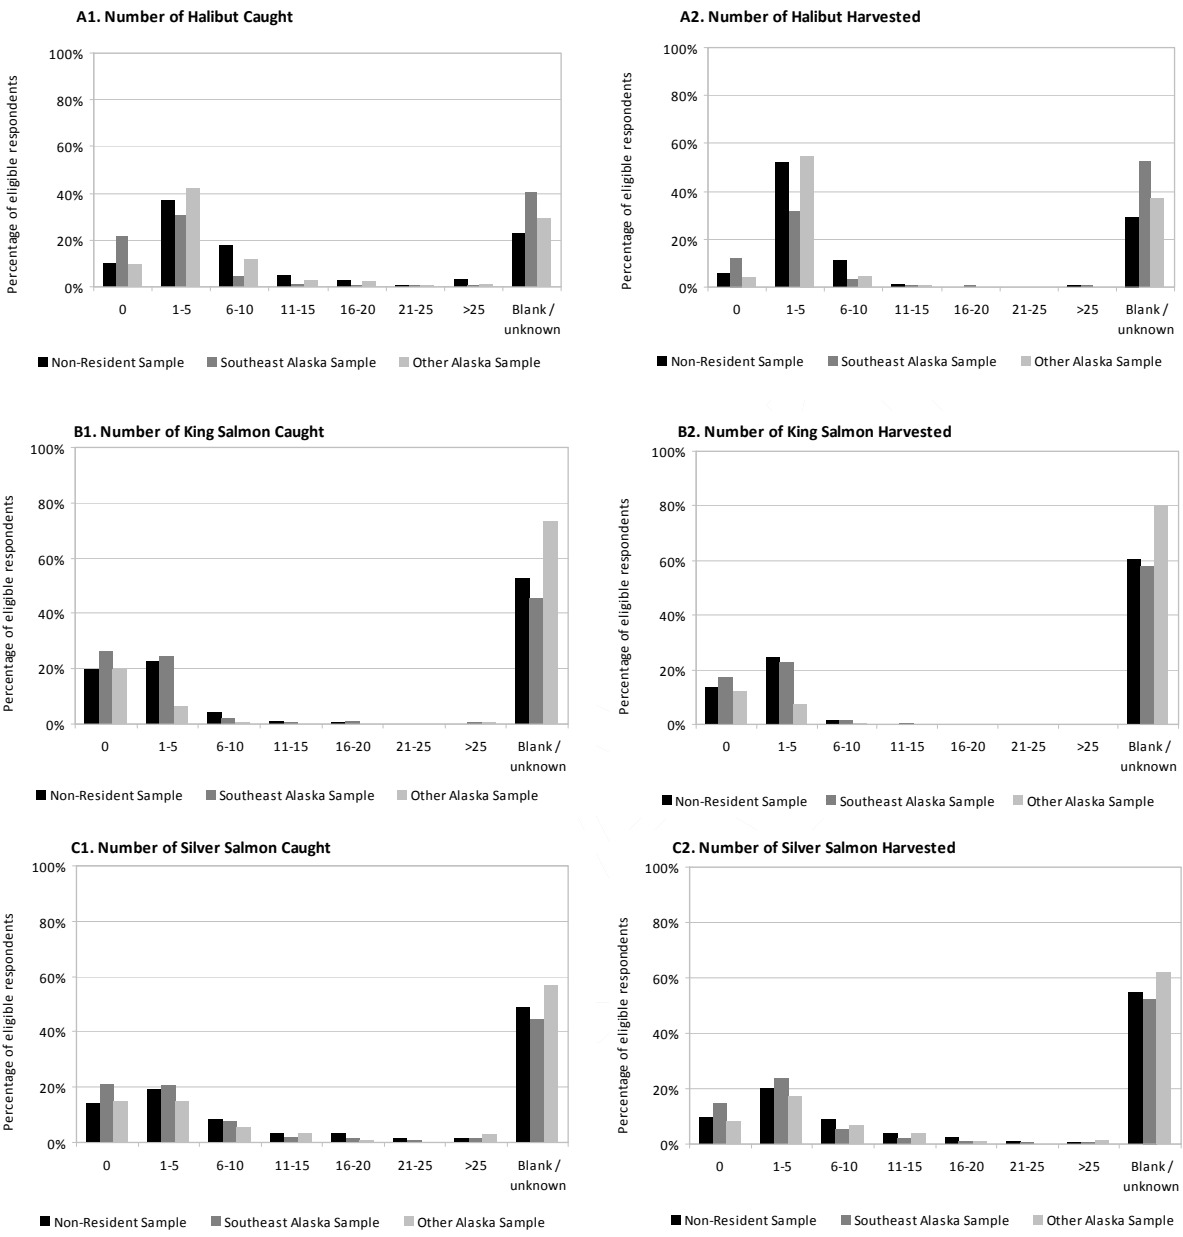 A1. Number of Halibut Caught
Percentage of eligible respondents
100%
80%
60%
40%
20%
0%
0 1-5 6-10 11-15 16-20 21-25 >25 Blank /
unknown
Non-Resident Sample Southeast Alaska Sample Other Alaska Sample
A2. Number of Halibut Harvested
Percentage of eligible respondents
100%
80%
60%
40%
20%
0%
0 1-5 6-10 11-15 16-20 21-25 >25 Blank /
unknown
Non-Resident Sample Southeast Alaska Sample Other Alaska Sample
B1. Number of King Salmon Caught
Percentage of eligible respondents
100%
80%
60%
40%
20%
0%
0 1-5 6-10 11-15 16-20 21-25 >25 Blank /
unknown
Non-Resident Sample Southeast Alaska Sample Other Alaska Sample
B2. Number of King Salmon Harvested
Percentage of eligible respondents
100%
80%
60%
40%
20%
0%
0 1-5 6-10 11-15 16-20 21-25 >25 Blank /
unknown
Non-Resident Sample Southeast Alaska Sample Other Alaska Sample
C1. Number of Silver Salmon Caught
Percentage of eligible respondents
100%
80%
60%
40%
20%
0%
0 1-5 6-10 11-15 16-20 21-25 >25 Blank /
unknown
Non-Resident Sample Southeast Alaska Sample Other Alaska Sample
C2. Number of Silver Salmon Harvested
Percentage of eligible respondents
100%
80%
60%
40%
20%
0%
0 1-5 6-10 11-15 16-20 21-25 >25 Blank /
unknown
Non-Resident Sample Southeast Alaska Sample Other Alaska Sample